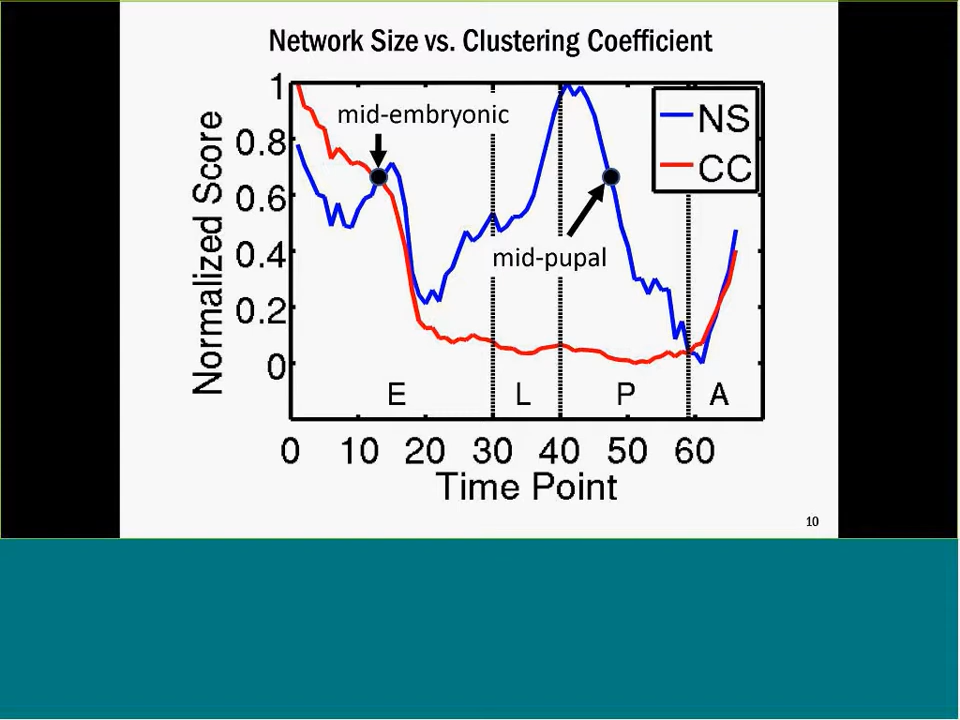 Network Size vs. Clustering Coefficient
1
0.8
0.6
0.4
0.2
0
Normalized Score
mid-embryonic
mid-pupal
NS
CC
E L P A
0 10 20 30 40 50 60
Time Point
10